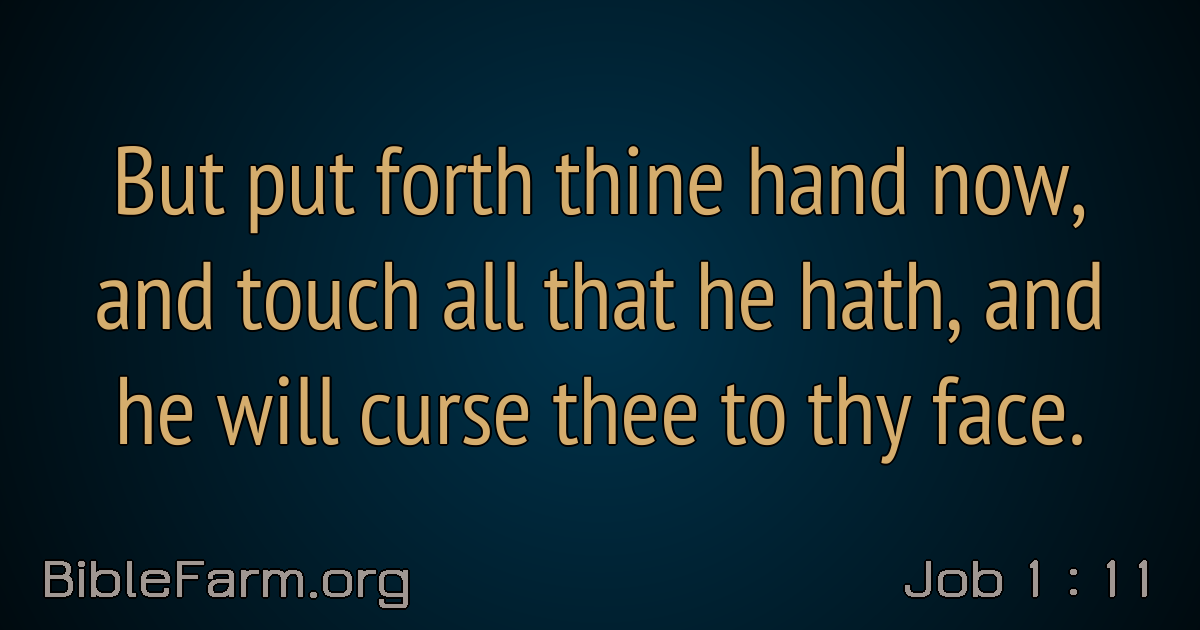 But put forth thine hand now,
and touch all that he hath, and
he will curse thee to thy face.
BibleFarm.org
Job 1 : 11